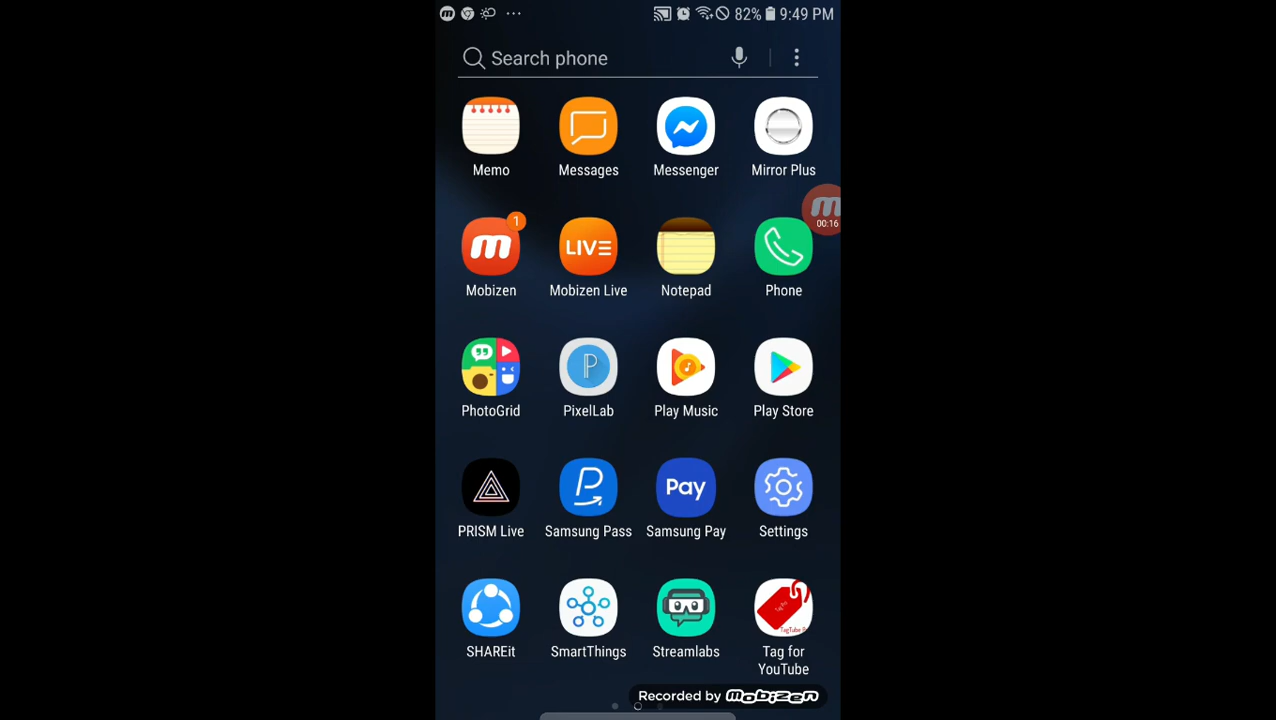 82% 9:49 PM
Search phone
Memo Messages Messenger Mirror Plus
00:16
1
LIVE
Mobizen Mobizen Live Notepad Phone
PhotoGrid PixelLab Play Music Play Store
Pay
PRISM Live Samsung Pass Samsung Pay Settings
SHAREit SmartThings Streamlabs Tag for
YouTube
Recorded by mobizen